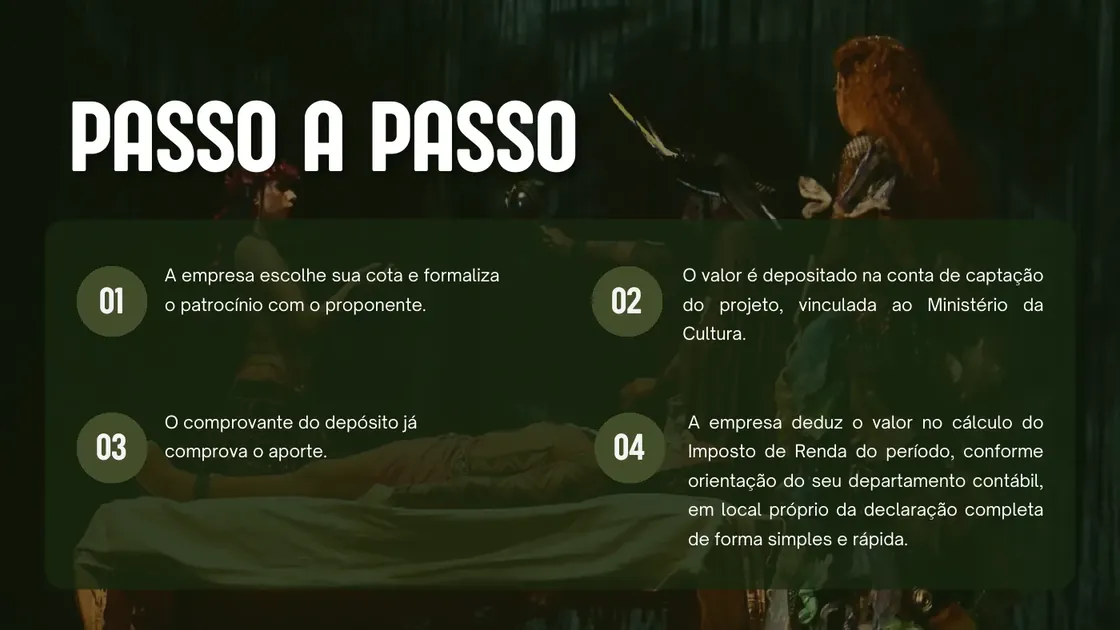 PASSO A PASSO
01
A empresa escolhe sua cota e formaliza
o patrocínio com o proponente.
02
O valor é depositado na conta de captação
do projeto, vinculada ao Ministério da
Cultura.
03
O comprovante do depósito já
comprova o aporte.
04
A empresa deduz o valor no cálculo do
Imposto de Renda do período, conforme
orientação do seu departamento contábil,
em local próprio da declaração completa
de forma simples e rápida.